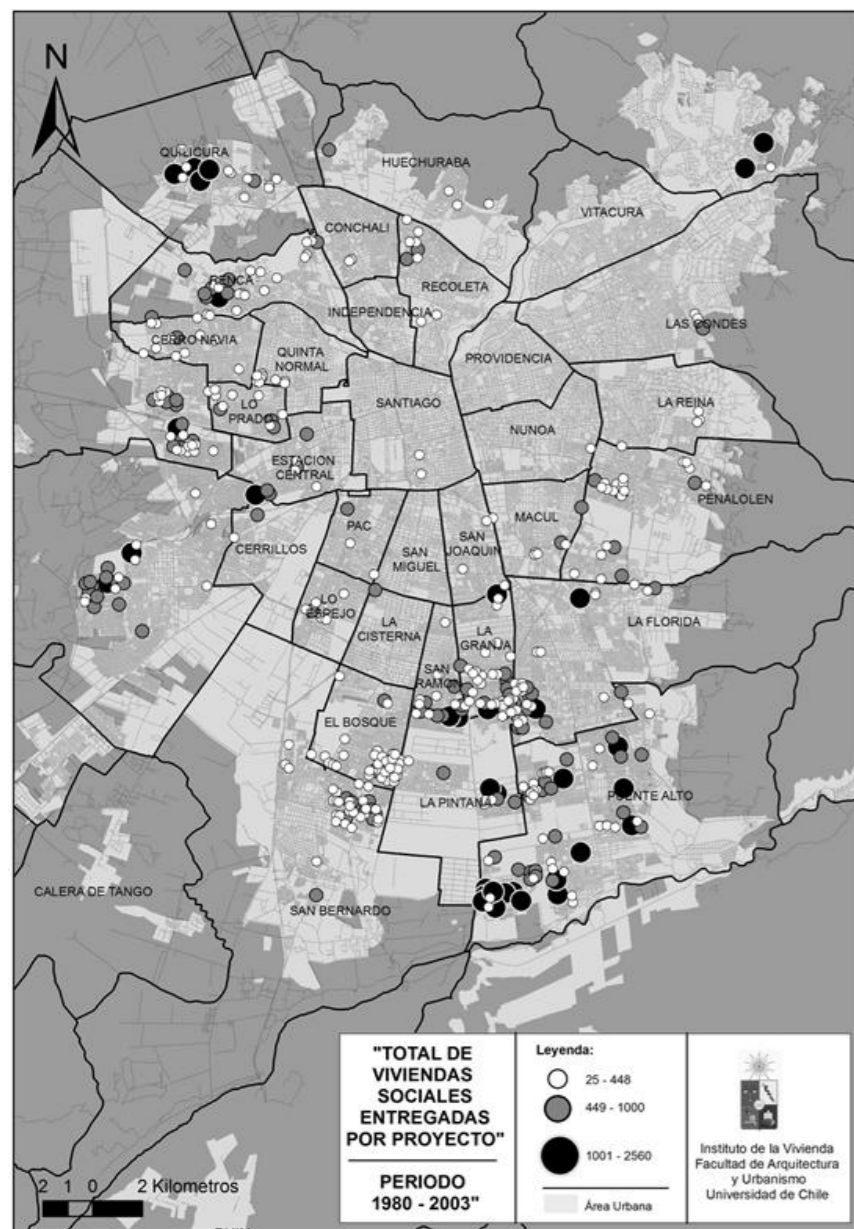 N
QUILICURA
HUECHURABA
CONCHALI
VITACURA
RENCA
RECOLETA
INDEPENDENCIA
LAS CONDES
CERRO NAVIA
QUINTA
NORMAL
PROVIDENCIA
LO
PRADO
SANTIAGO
LA REINA
NUNOA
ESTACION
CENTRAL
PENALOLEN
PAC
MACUL
SAN
JOAQUIN
CERRILLOS
SAN
MIGUEL
LO
ESPEJO
LA
CISTERNA
LA
GRANJA
LA FLORIDA
SAN
RAMON
EL BOSQUE
LA PINTANA
PUENTE ALTO
CALERA DE TANGO
SAN BERNARDO
"TOTAL DE
VIVIENDAS
SOCIALES
ENTREGADAS
POR PROYECTO"
PERIODO
1980 - 2003"
Leyenda:
25 - 448
449 - 1000
1001 - 2560
Área Urbana
Instituto de la Vivienda
Facultad de Arquitectura
y Urbanismo
Universidad de Chile
2 1 0 2 Kilometros